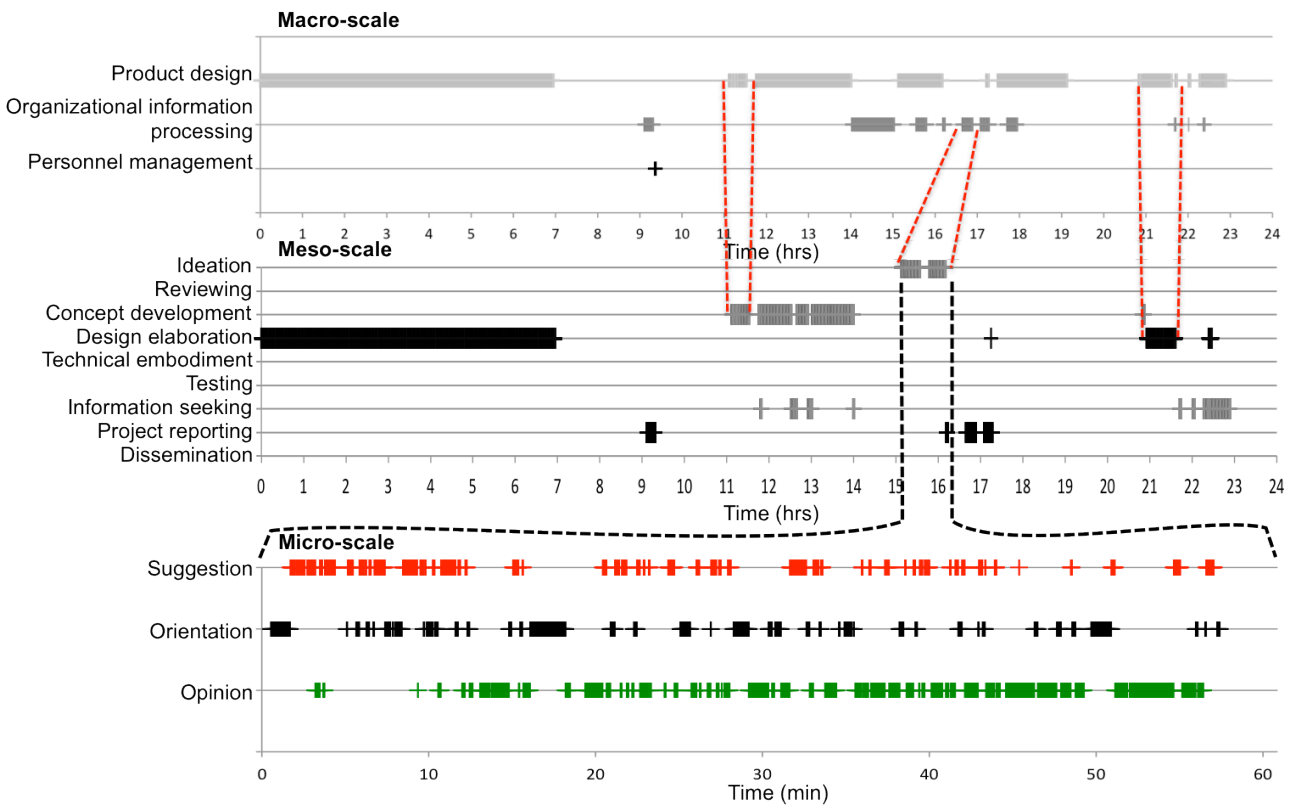 Macro-scale
Product design
Organizational information
processing
Personnel management
0 1 2 3 4 5 6 7 8 9 10 11 12 13 14 15 16 17 18 19 20 21 22 23 24
Time (hrs)
Meso-scale
Ideation
Reviewing
Concept development
Design elaboration
Technical embodiment
Testing
Information seeking
Project reporting
Dissemination
0 1 2 3 4 5 6 7 8 9 10 11 12 13 14 15 16 17 18 19 20 21 22 23 24
Time (hrs)
Micro-scale
Suggestion
Orientation
Opinion
0 10 20 30 40 50 60
Time (min)